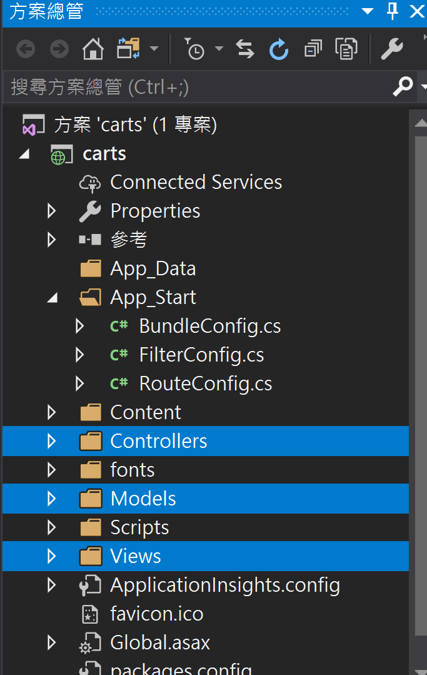 方案總管
搜尋方案總管 (Ctrl+;)
方案 'carts' (1 專案)
carts
Connected Services
Properties
參考
App_Data
App_Start
C# BundleConfig.cs
C# FilterConfig.cs
C# RouteConfig.cs
Content
Controllers
fonts
Models
Scripts
Views
ApplicationInsights.config
favicon.ico
Global.asax
packages.config